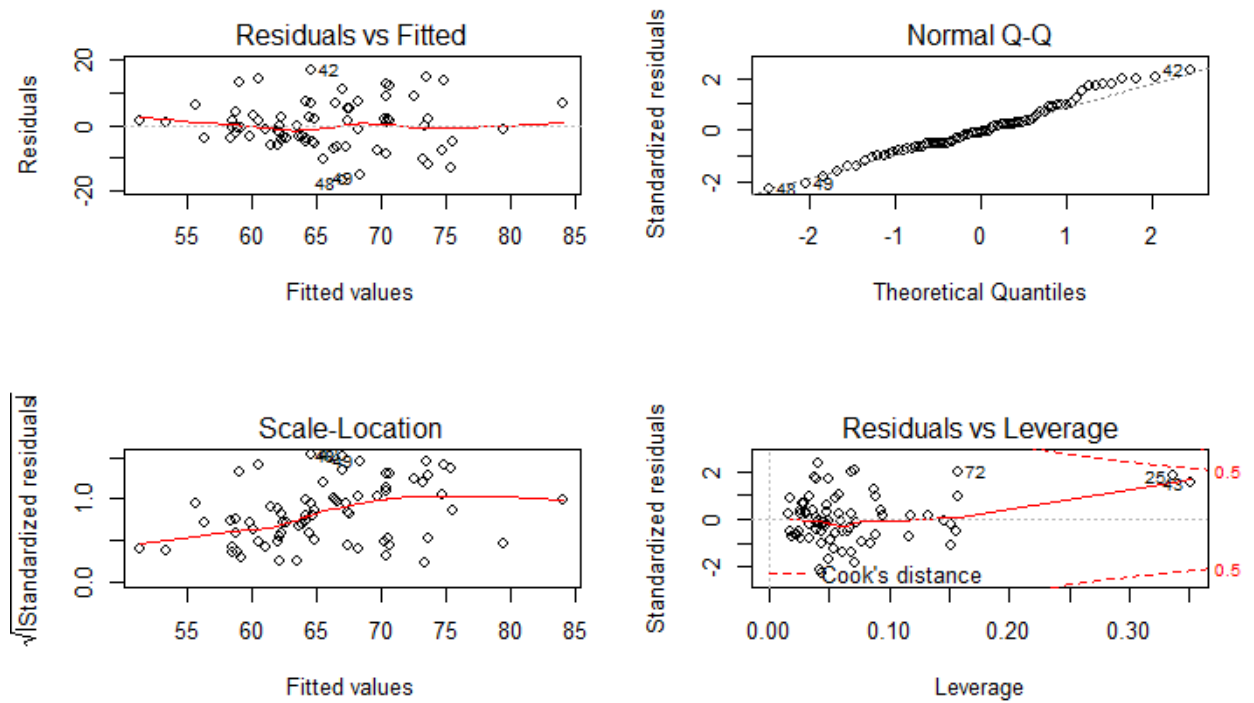 Residuals vs Fitted
Residuals
20
0
-20
42
48
49
55 60 65 70 75 80 85
Fitted values
Normal Q-Q
Standardized residuals
2
0
-2
42
48
49
-2 -1 0 1 2
Theoretical Quantiles
Scale-Location
√|Standardized residuals|
1.0
0.0
49
55 60 65 70 75 80 85
Fitted values
Residuals vs Leverage
Standardized residuals
2
0
-2
72
25
0.5
0.5
Cook's distance
0.00 0.10 0.20 0.30
Leverage